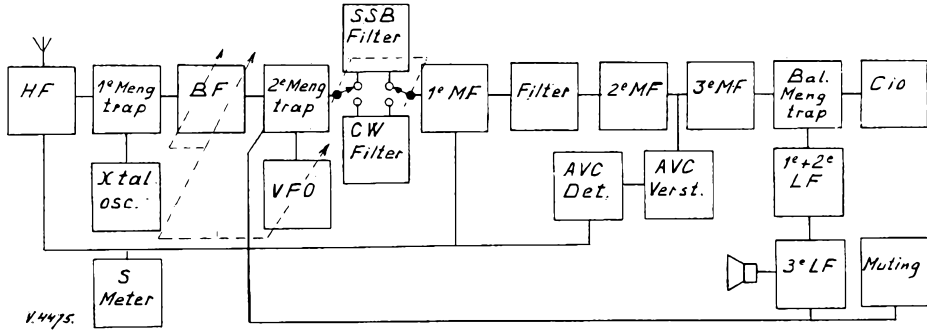 SSB
Filter
HF
1e Meng
trap
BF
2e Meng
trap
1e MF
Filter
2e MF
3e MF
Bal.
Meng
trap
Cio
CW
Filter
Xtal.
osc.
VFO
AVC
Det.
AVC
Verst.
1e+2e
LF
S
Meter
3e LF
Muting
V.4475.